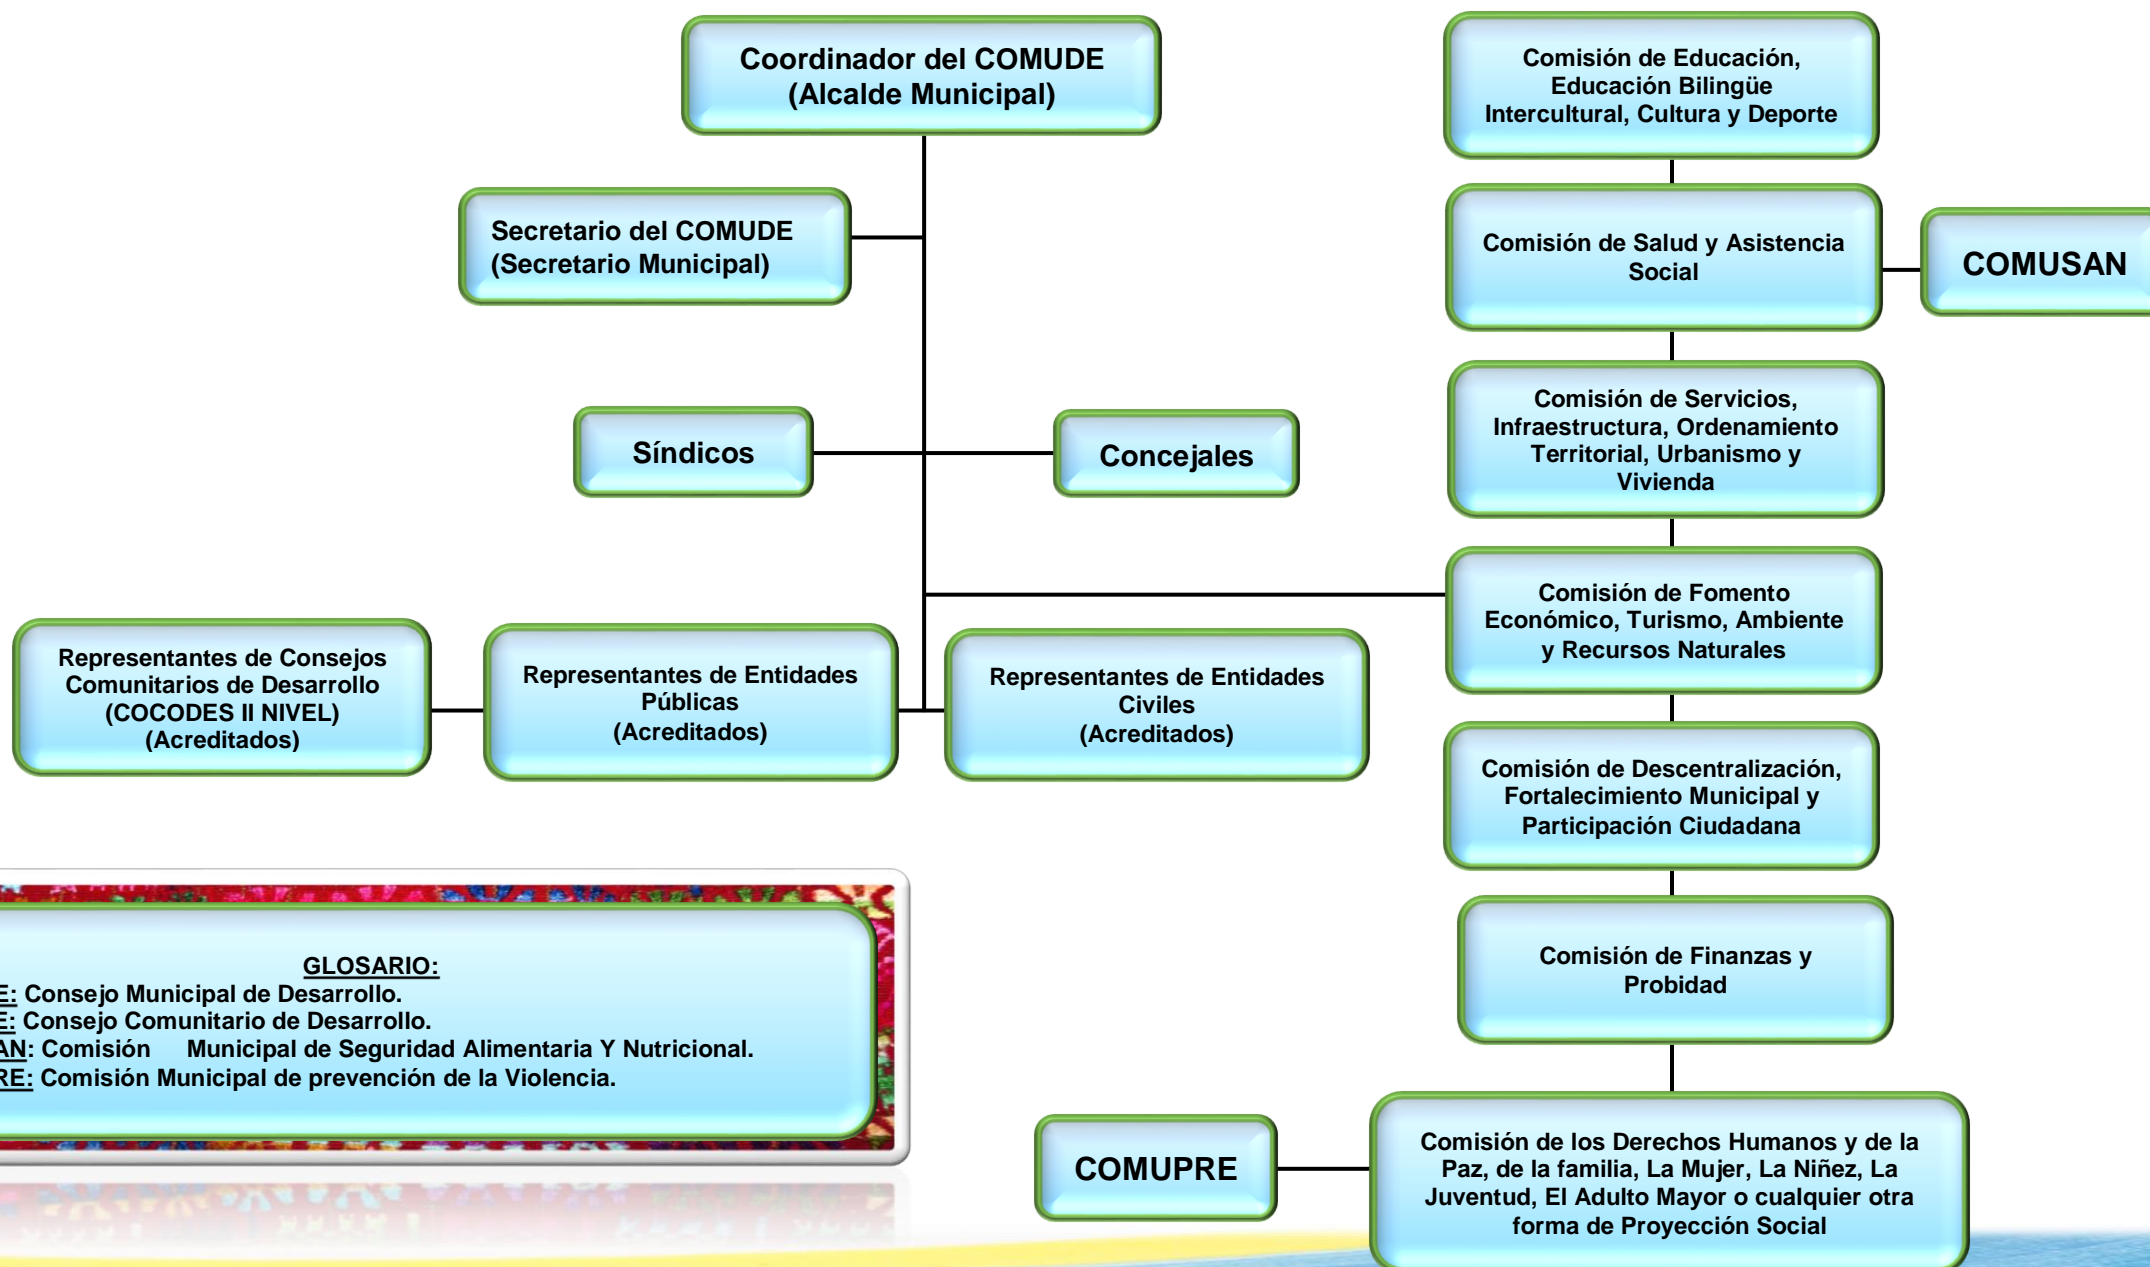 Coordinador del COMUDE
(Alcalde Municipal)
Secretario del COMUDE
(Secretario Municipal)
Síndicos
Concejales
Representantes de Consejos
Comunitarios de Desarrollo
(COCODES II NIVEL)
(Acreditados)
Representantes de Entidades
Públicas
(Acreditados)
Representantes de Entidades
Civiles
(Acreditados)
Comisión de Educación,
Educación Bilingüe
Intercultural, Cultura y Deporte
Comisión de Salud y Asistencia
Social
COMUSAN
Comisión de Servicios,
Infraestructura, Ordenamiento
Territorial, Urbanismo y
Vivienda
Comisión de Fomento
Económico, Turismo, Ambiente
y Recursos Naturales
Comisión de Descentralización,
Fortalecimiento Municipal y
Participación Ciudadana
Comisión de Finanzas y
Probidad
COMUPRE
Comisión de los Derechos Humanos y de la
Paz, de la familia, La Mujer, La Niñez, La
Juventud, El Adulto Mayor o cualquier otra
forma de Proyección Social
GLOSARIO:
E: Consejo Municipal de Desarrollo.
E: Consejo Comunitario de Desarrollo.
AN: Comisión Municipal de Seguridad Alimentaria Y Nutricional.
RE: Comisión Municipal de prevención de la Violencia.